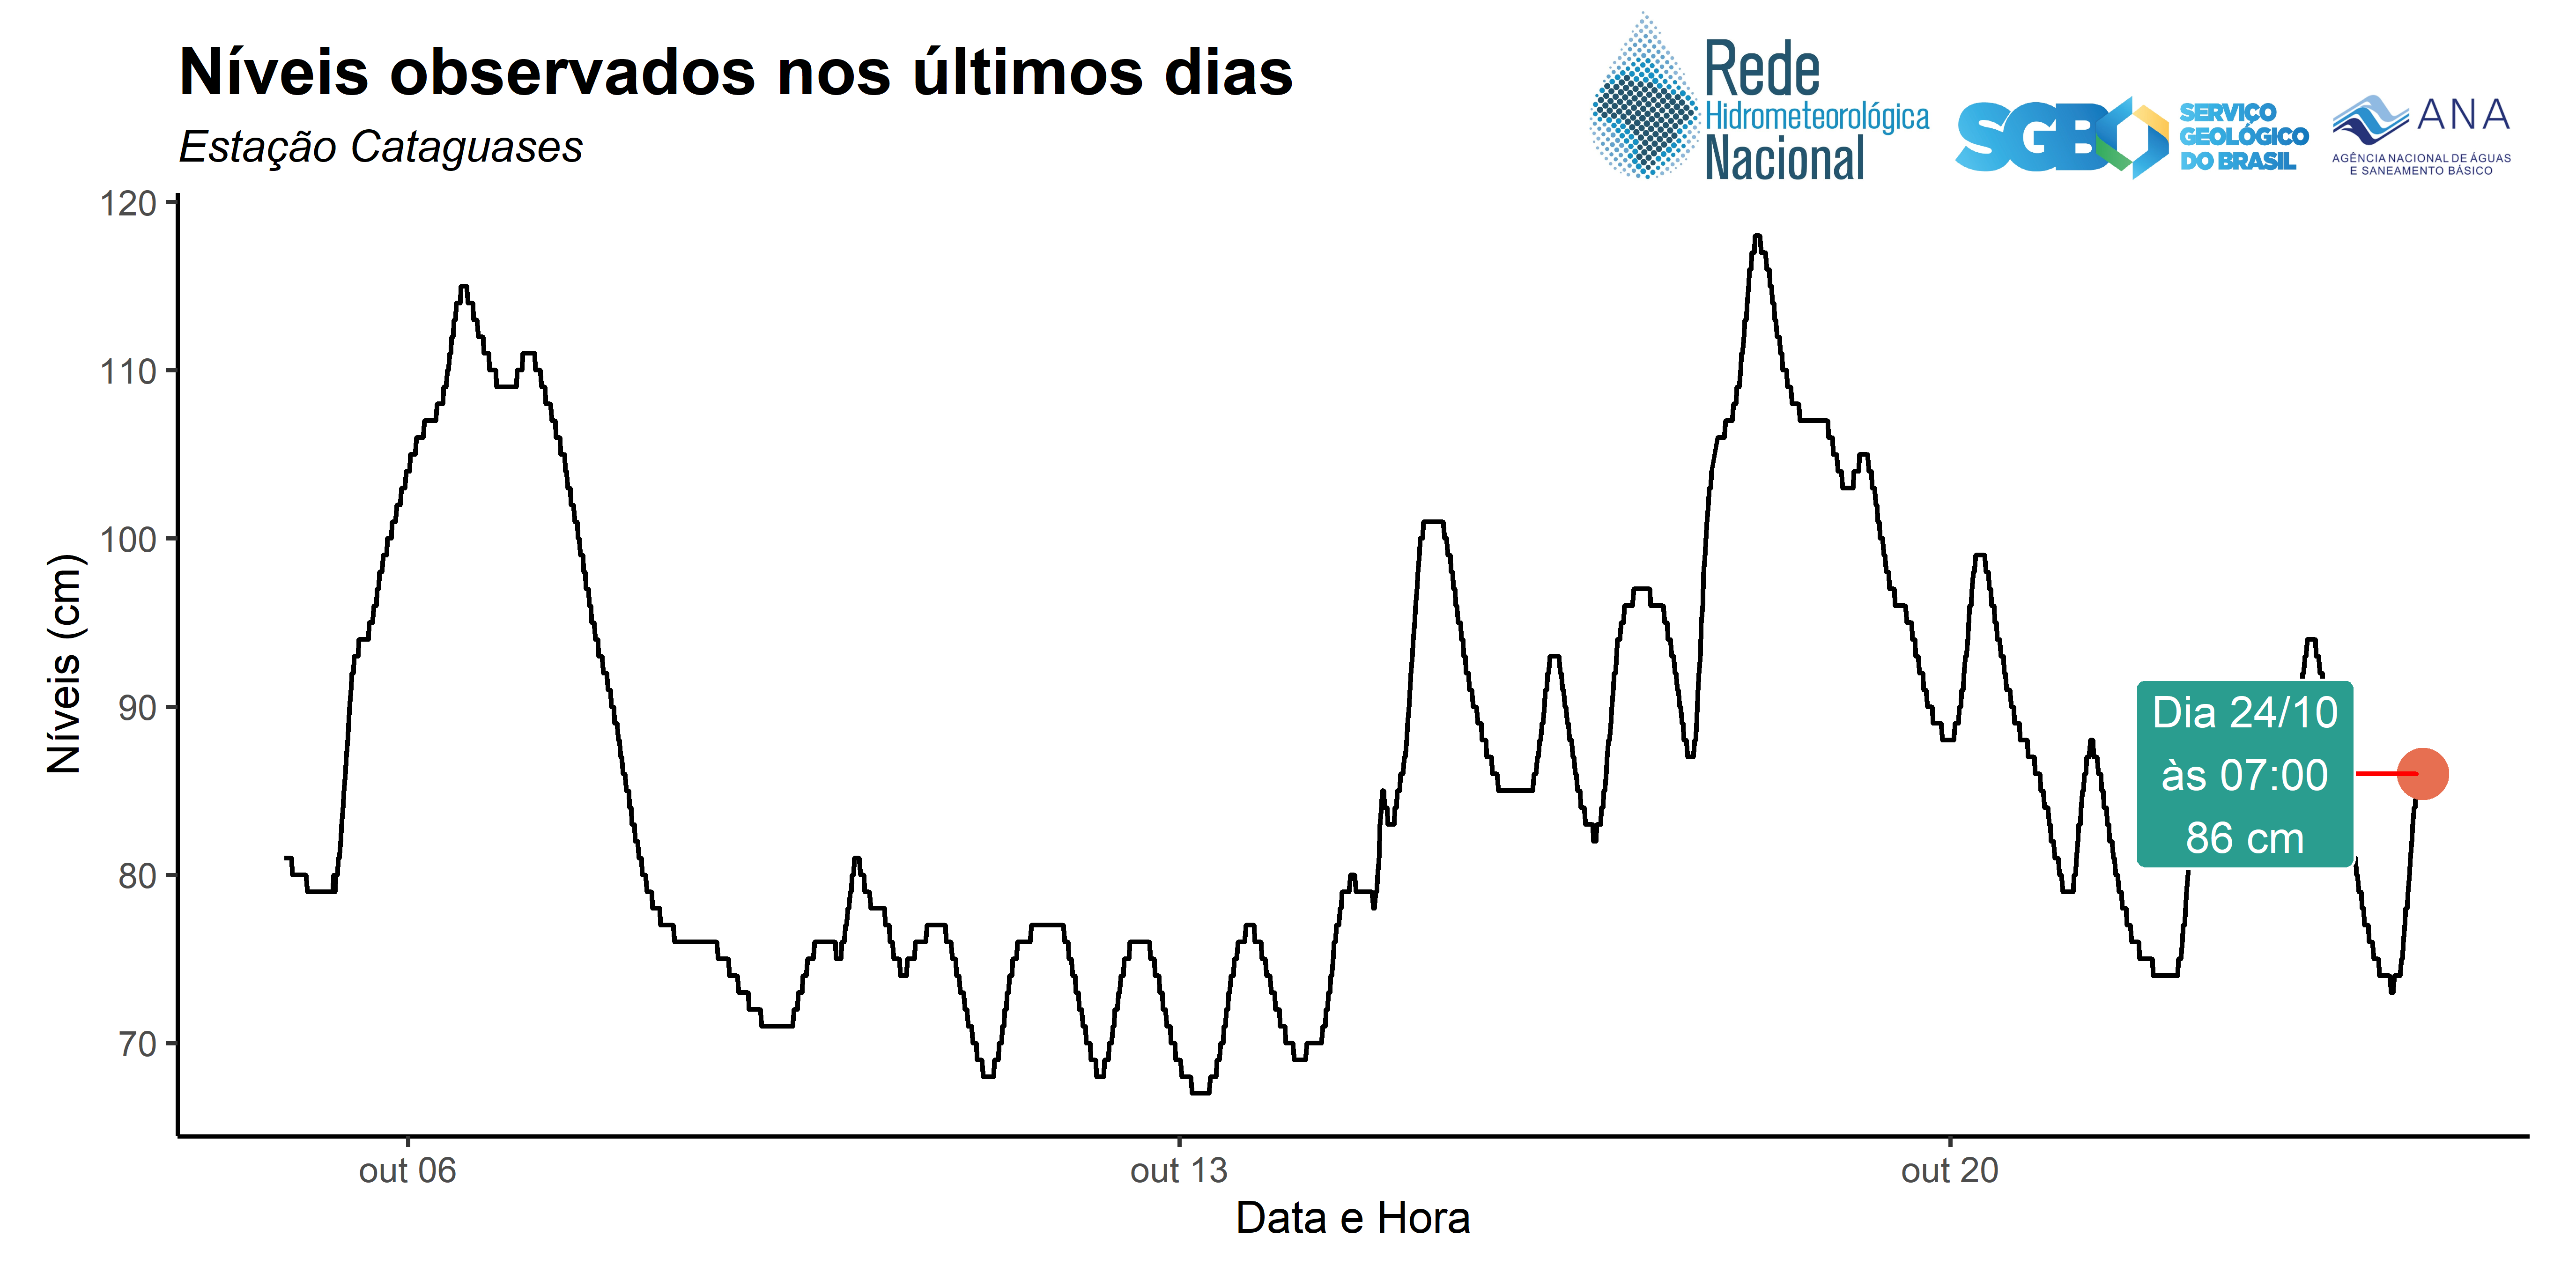 Níveis observados nos últimos dias
Estação Cataguases
Rede
Hidrometeorológica
Nacional
SGB
SERVIÇO
GEOLÓGICO
DO BRASIL
ANA
AGÊNCIA NACIONAL DE ÁGUAS
E SANEAMENTO BÁSICO
Níveis (cm)
120
110
100
90
80
70
Dia 24/10
às 07:00
86 cm
out 06
out 13
out 20
Data e Hora